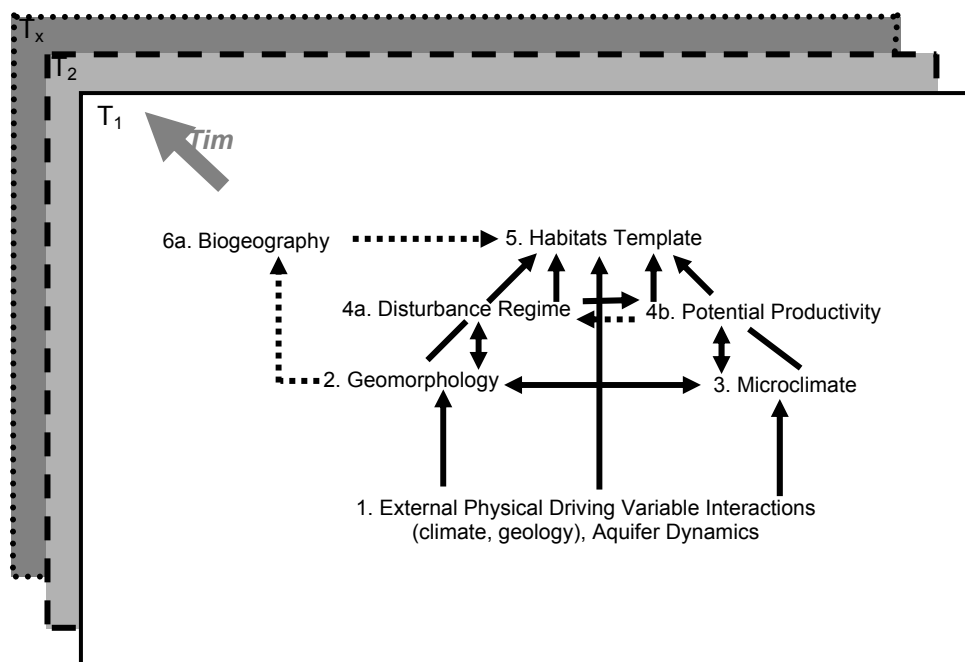 Tx
T2
T1
Tim
6a. Biogeography
5. Habitats Template
4a. Disturbance Regime
4b. Potential Productivity
2. Geomorphology
3. Microclimate
1. External Physical Driving Variable Interactions
(climate, geology), Aquifer Dynamics